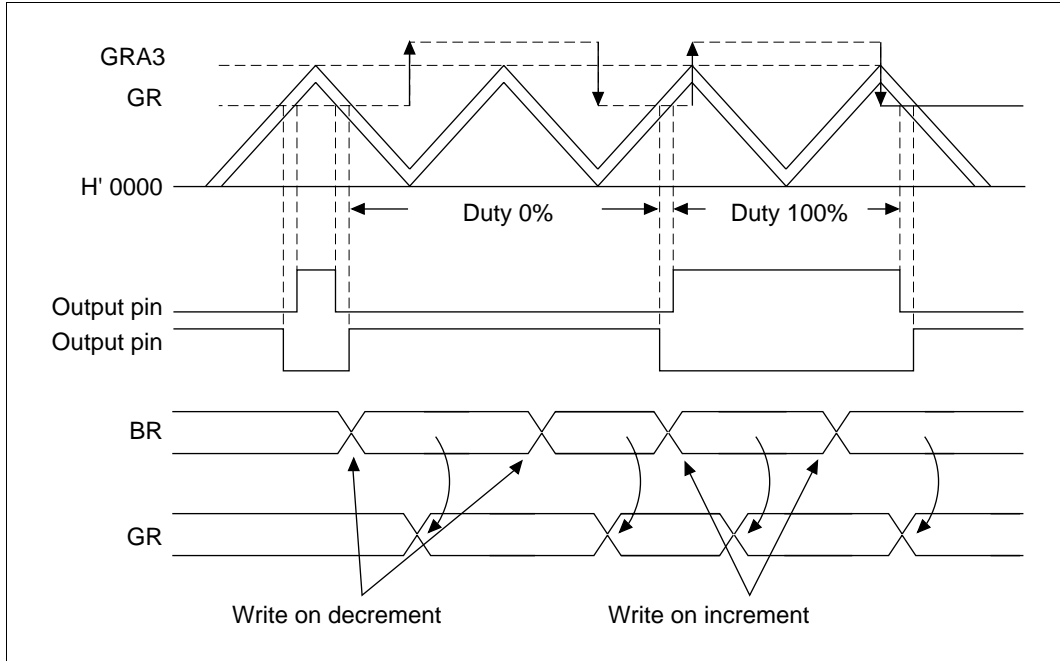 GRA3
GR
H' 0000
Duty 0%
Duty 100%
Output pin
Output pin
BR
GR
Write on decrement
Write on increment